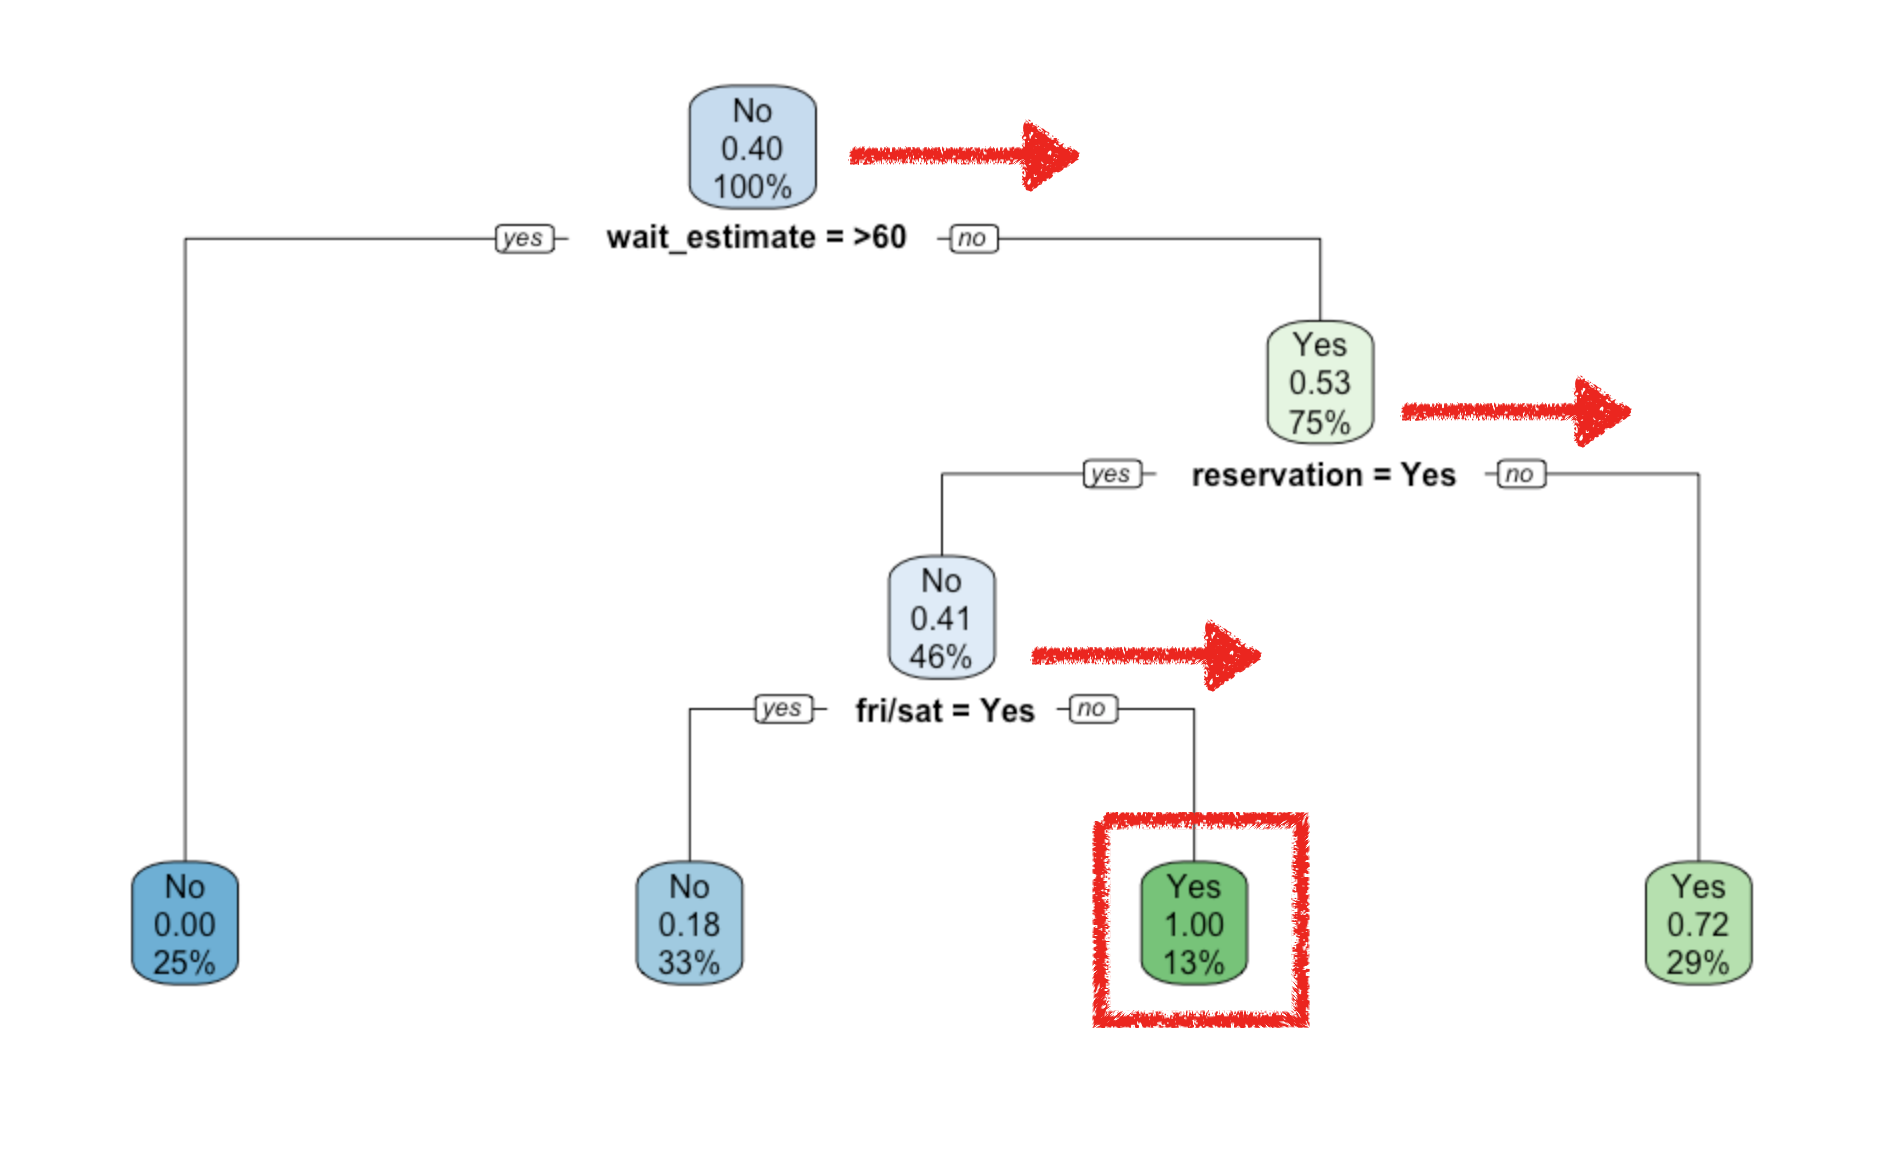 No
0.40
100%
yes wait_estimate = >60 no
Yes
0.53
75%
yes reservation = Yes no
No
0.41
46%
yes fri/sat = Yes no
No
0.00
25%
No
0.18
33%
Yes
1.00
13%
Yes
0.72
29%